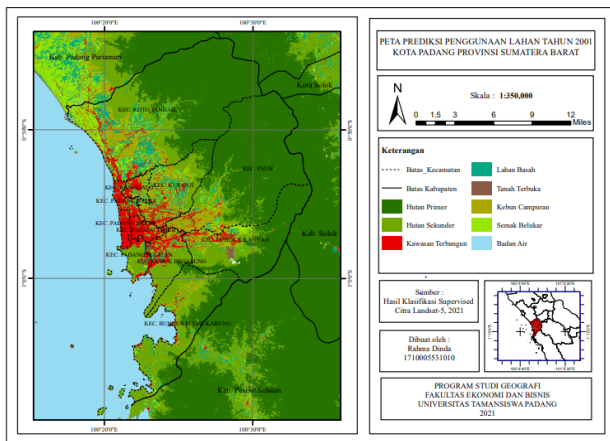 100°20'0"E
100°30'0"E
Kab. Padang Pariaman
Kota Solok
KEC. KOTO TANGAH
0°50'0"S
KEC. PAUH
KEC. KURANJI
Kab. Solok
KEC. PADANG SELATAN
1°0'0"S
KEC. BUNGUS TELUK KABUNG
Kab. Pesisir Selatan
100°20'0"E
100°30'0"E
PETA PREDIKSI PENGGUNAAN LAHAN TAHUN 2001
KOTA PADANG PROVINSI SUMATERA BARAT
Skala : 1:350,000
N
0 1.5 3 6 9 12
Miles
Keterangan
Batas_Kecamatan
Batas Kabupaten
Hutan Primer
Hutan Sekunder
Kawasan Terbangun
Lahan Basah
Tanah Terbuka
Kebun Campuran
Semak Belukar
Badan Air
Sumber :
Hasil Klasifikasi Supervised
Citra Landsat-5, 2021
Dibuat oleh :
Rahma Dinda
1710005531010
PROGRAM STUDI GEOGRAFI
FAKULTAS EKONOMI DAN BISNIS
UNIVERSITAS TAMANSISWA PADANG
2021